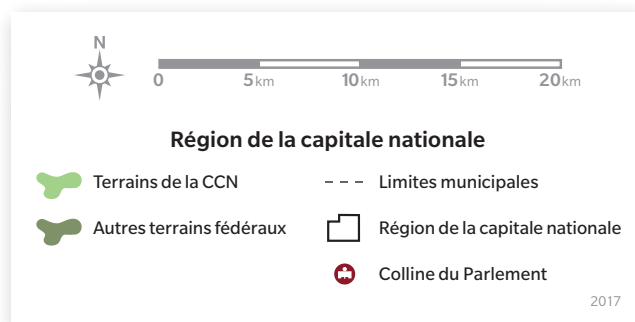 N
0 5km 10km 15km 20km
Région de la capitale nationale
Terrains de la CCN
Limites municipales
Autres terrains fédéraux
Région de la capitale nationale
Colline du Parlement
2017